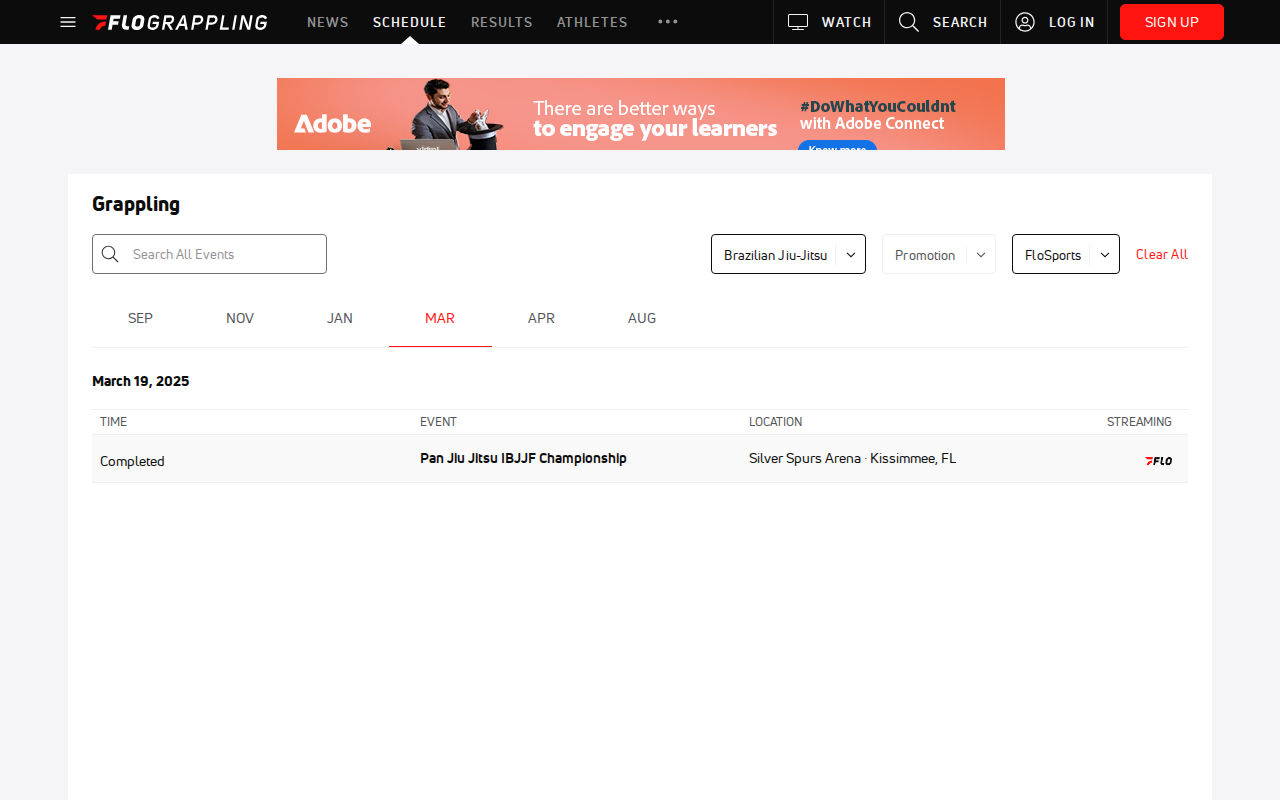 FLOGRAPPLING NEWS SCHEDULE RESULTS ATHLETES WATCH SEARCH LOG IN SIGN UP
Adobe
There are better ways
to engage your learners
#DoWhatYouCouldnt
with Adobe Connect
Know more
Grappling
Search All Events Brazilian Jiu-Jitsu Promotion FloSports Clear All
SEP NOV JAN MAR APR AUG
March 19, 2025
TIME EVENT LOCATION STREAMING
Completed Pan Jiu Jitsu IBJJF Championship Silver Spurs Arena · Kissimmee, FL FLO